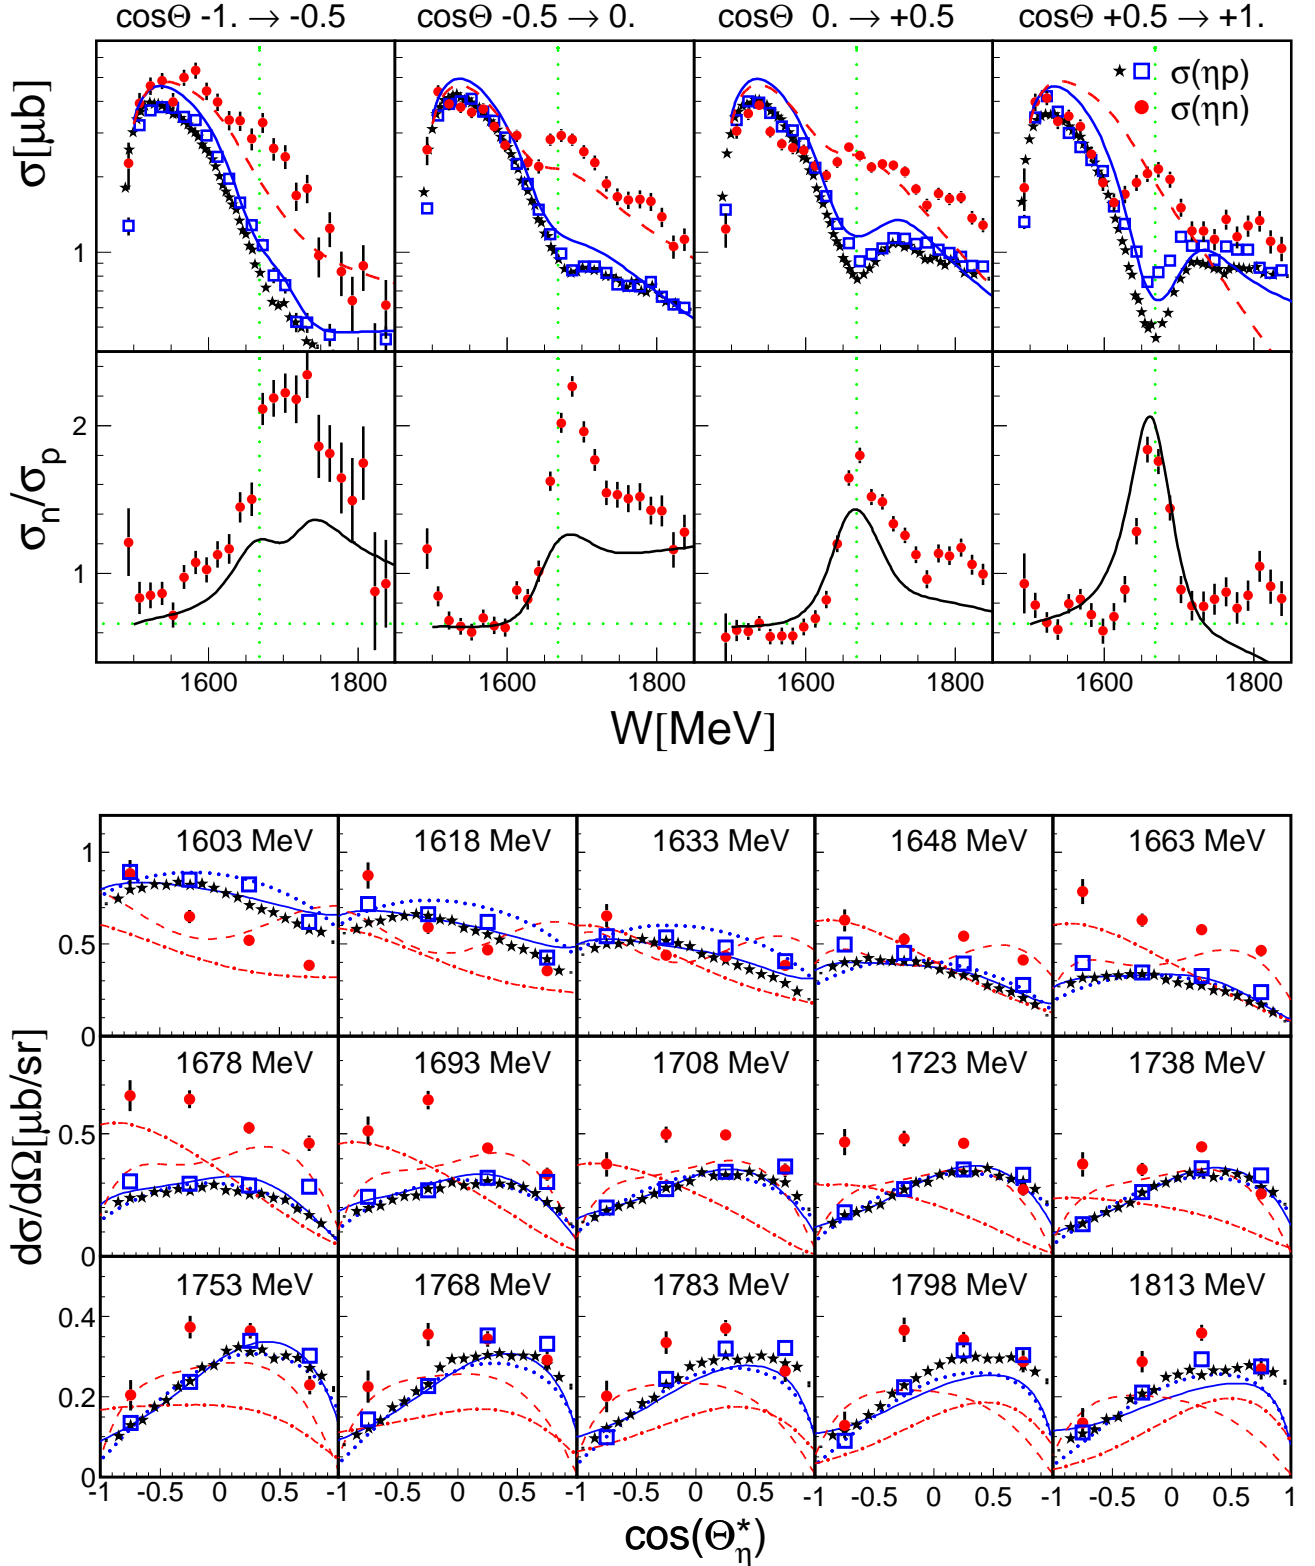 cosΘ -1. → -0.5 cosΘ -0.5 → 0. cosΘ 0. → +0.5 cosΘ +0.5 → +1.
σ[μb]
σ(ηp)
σ(ηn)
1
σn/σp
2
1
1600 1800 1600 1800 1600 1800 1600 1800
W[MeV]
dσ/dΩ[μb/sr]
1603 MeV 1618 MeV 1633 MeV 1648 MeV 1663 MeV
1
0.5
0
1678 MeV 1693 MeV 1708 MeV 1723 MeV 1738 MeV
0.5
0
1753 MeV 1768 MeV 1783 MeV 1798 MeV 1813 MeV
0.4
0.2
0
-1 -0.5 0 0.5 -1 -0.5 0 0.5 -1 -0.5 0 0.5 -1 -0.5 0 0.5 -1 -0.5 0 0.5 1
cos(Θ*η)